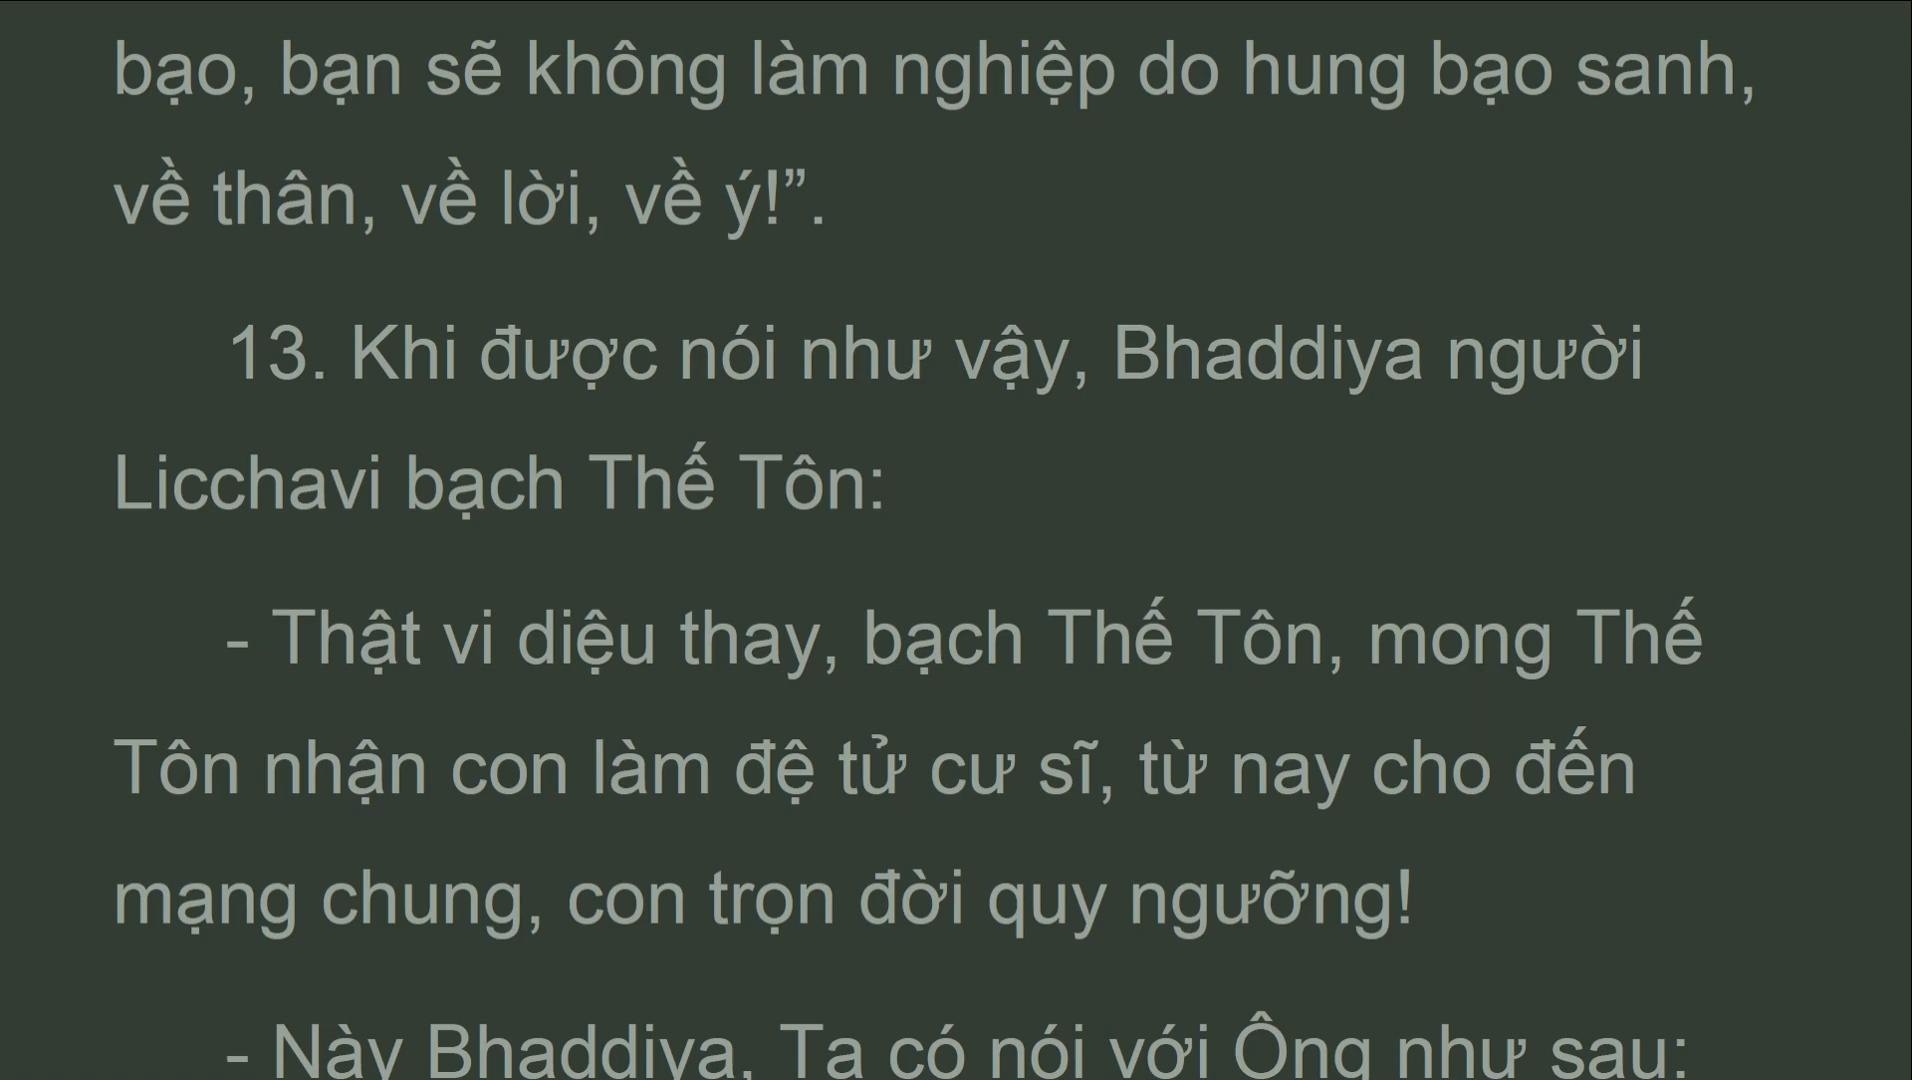 bạo, bạn sẽ không làm nghiệp do hung bạo sanh,
về thân, về lời, về ý!”.
13. Khi được nói như vậy, Bhaddiya người
Licchavi bạch Thế Tôn:
- Thật vi diệu thay, bạch Thế Tôn, mong Thế
Tôn nhận con làm đệ tử cư sĩ, từ nay cho đến
mạng chung, con trọn đời quy ngưỡng!
- Này Bhaddiya, Ta có nói với Ông như sau: